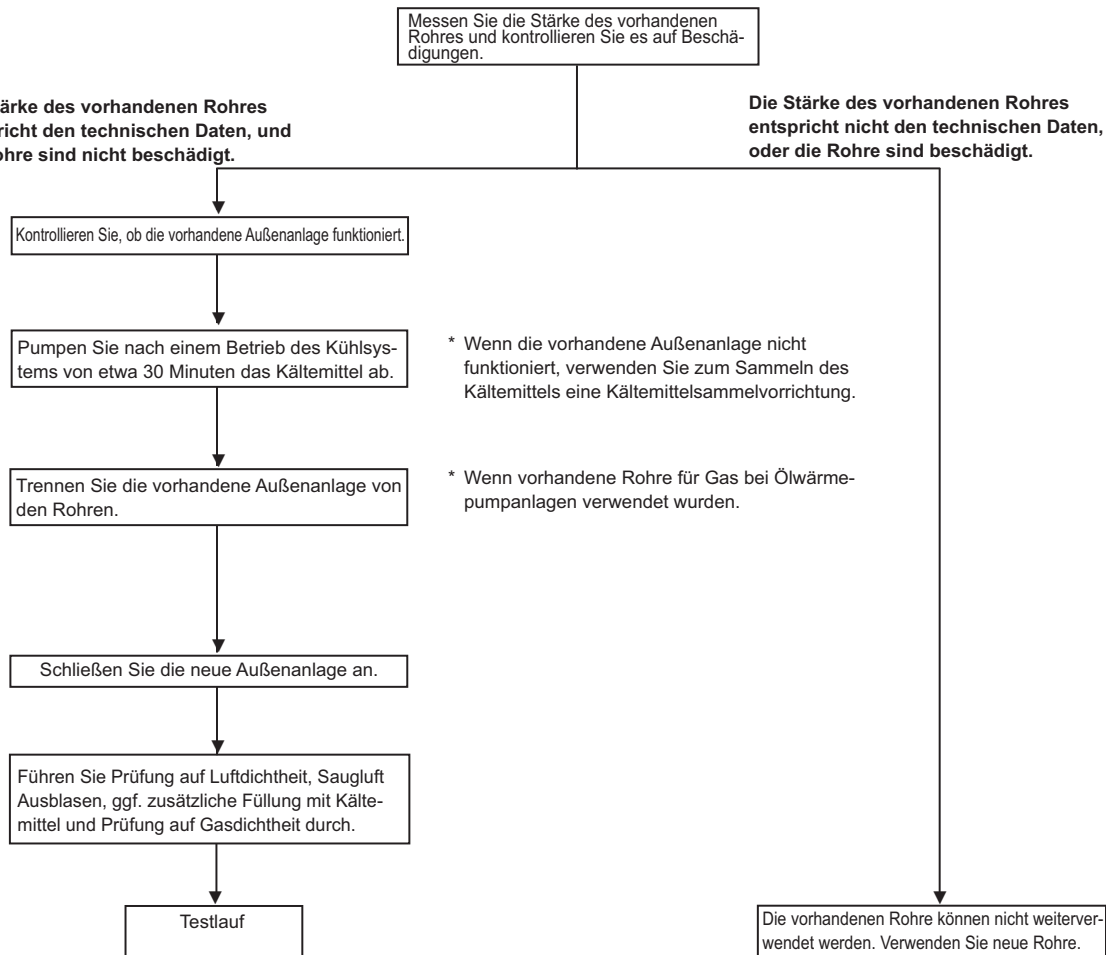 Messen Sie die Stärke des vorhandenen
Rohres und kontrollieren Sie es auf Beschä-
digungen.
ärke des vorhandenen Rohres
richt den technischen Daten, und
ohre sind nicht beschädigt.
Die Stärke des vorhandenen Rohres
entspricht nicht den technischen Daten,
oder die Rohre sind beschädigt.
Kontrollieren Sie, ob die vorhandene Außenanlage funktioniert.
Pumpen Sie nach einem Betrieb des Kühlsys-
tems von etwa 30 Minuten das Kältemittel ab.
* Wenn die vorhandene Außenanlage nicht
funktioniert, verwenden Sie zum Sammeln des
Kältemittels eine Kältemittelsammelvorrichtung.
Trennen Sie die vorhandene Außenanlage von
den Rohren.
* Wenn vorhandene Rohre für Gas bei Ölwärme-
pumpanlagen verwendet wurden.
Schließen Sie die neue Außenanlage an.
Führen Sie Prüfung auf Luftdichtheit, Saugluft
Ausblasen, ggf. zusätzliche Füllung mit Kälte-
mittel und Prüfung auf Gasdichtheit durch.
Testlauf
Die vorhandenen Rohre können nicht weiterver-
wendet werden. Verwenden Sie neue Rohre.